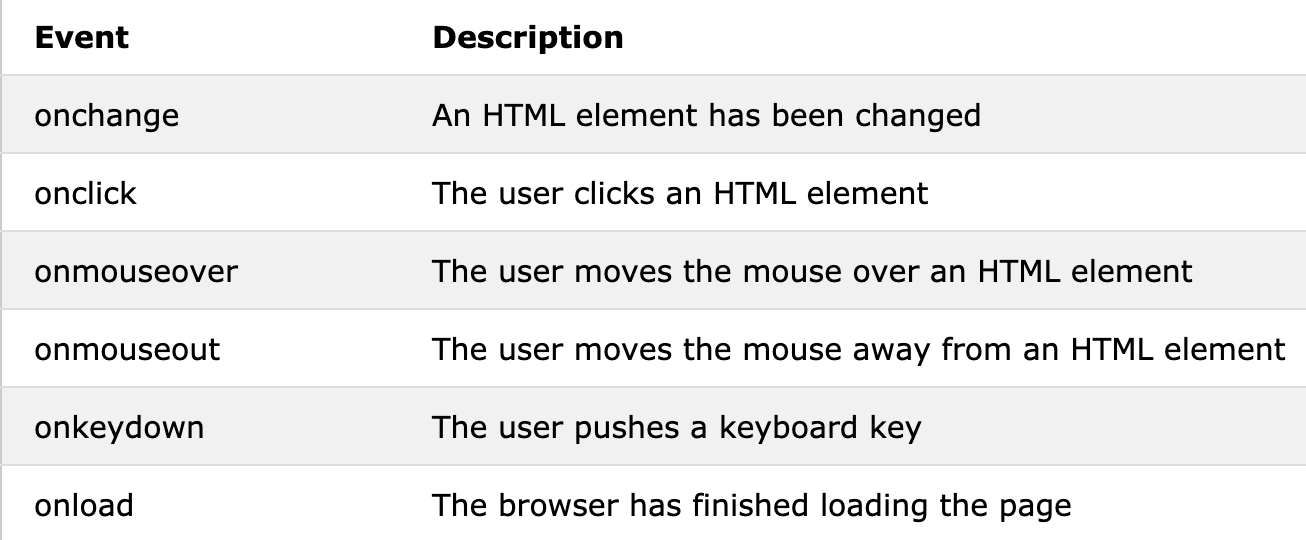 Event Description
onchange An HTML element has been changed
onclick The user clicks an HTML element
onmouseover The user moves the mouse over an HTML element
onmouseout The user moves the mouse away from an HTML element
onkeydown The user pushes a keyboard key
onload The browser has finished loading the page